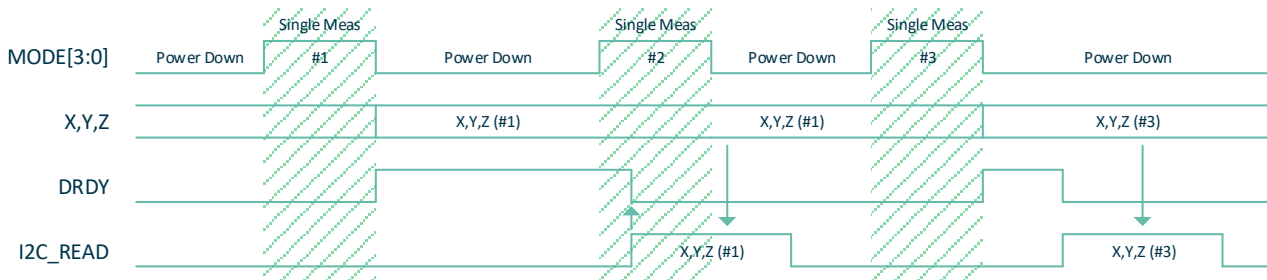 Single Meas Single Meas Single Meas
MODE[3:0] Power Down #1 Power Down #2 Power Down #3 Power Down
X,Y,Z X,Y,Z (#1) X,Y,Z (#1) X,Y,Z (#3)
DRDY
I2C_READ X,Y,Z (#1) X,Y,Z (#3)